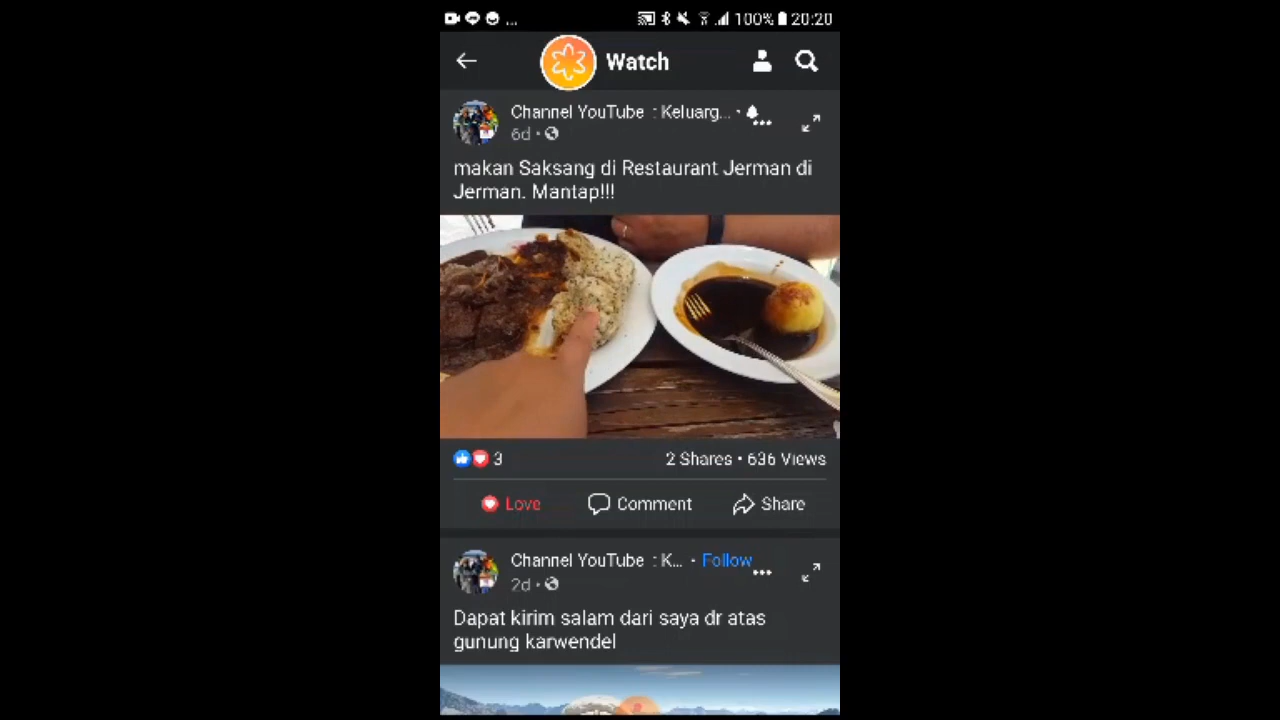 ... 100% 20:20
Watch
Channel YouTube : Keluarg... ·
6d ·
makan Saksang di Restaurant Jerman di
Jerman. Mantap!!!
3 2 Shares • 636 Views
Love Comment Share
Channel YouTube : K... · Follow
2d ·
Dapat kirim salam dari saya dr atas
gunung karwendel